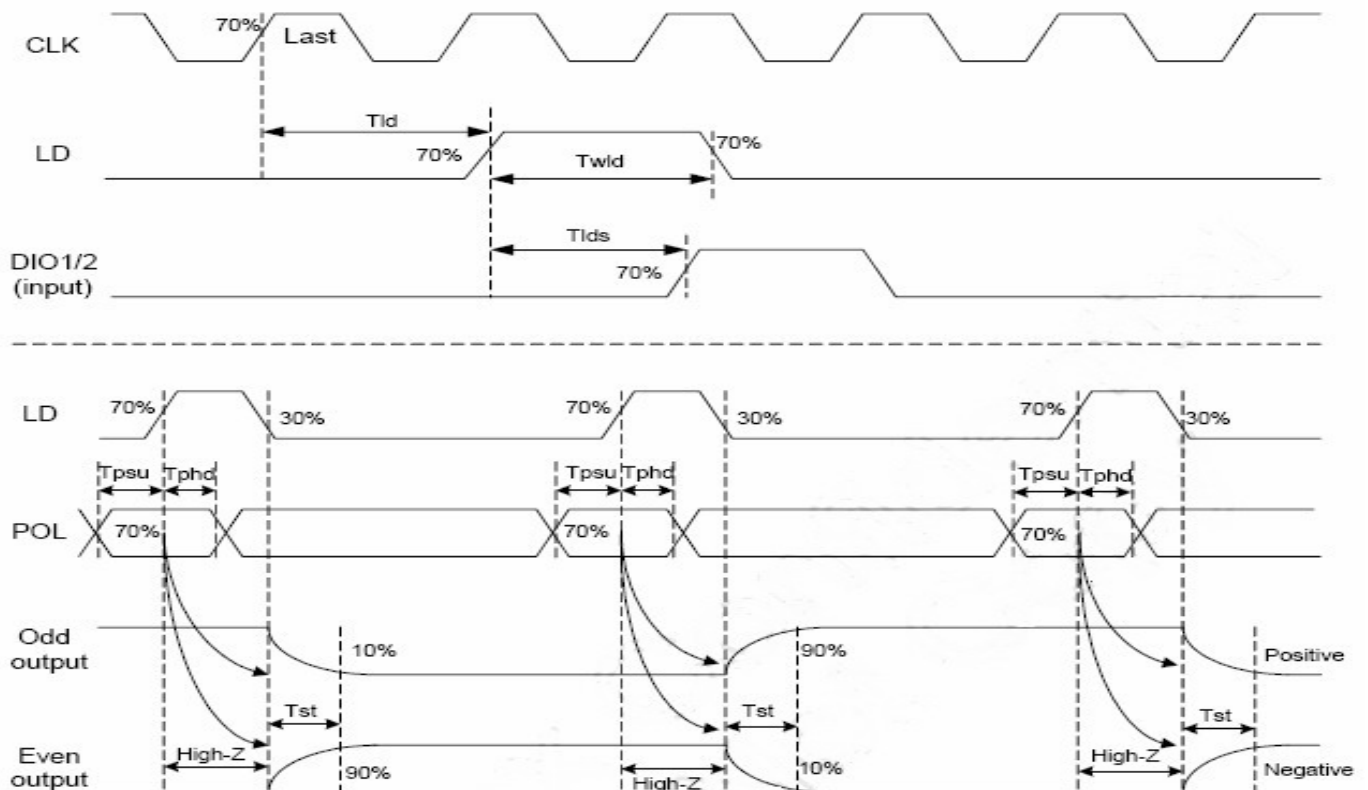 70%
CLK
Last
Tld
LD
70%
70%
Twld
Tlds
DIO1/2
(input)
70%
LD
70%
30%
70%
30%
70%
30%
Tpsu
Tphd
Tpsu
Tphd
Tpsu
Tphd
POL
70%
70%
70%
Odd
output
10%
90%
Positive
Tst
Tst
Tst
Even
output
High-Z
90%
High-Z
10%
High-Z
Negative